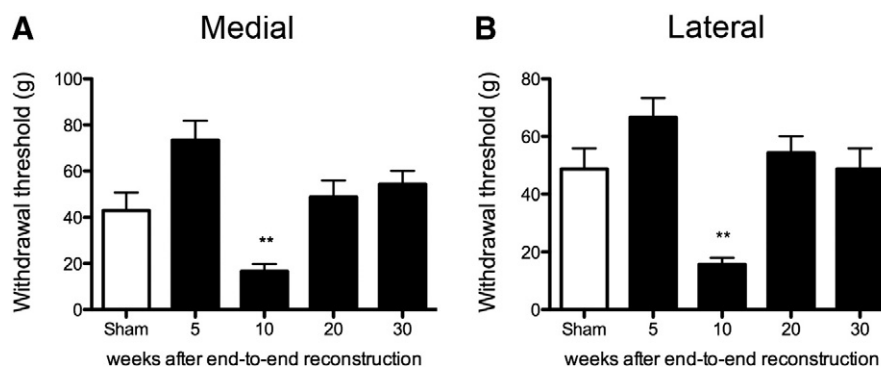 A Medial
Withdrawal threshold (g)
100
80
60
40
20
0
**
Sham 5 10 20 30
weeks after end-to-end reconstruction
B Lateral
Withdrawal threshold (g)
80
60
40
20
0
**
Sham 5 10 20 30
weeks after end-to-end reconstruction